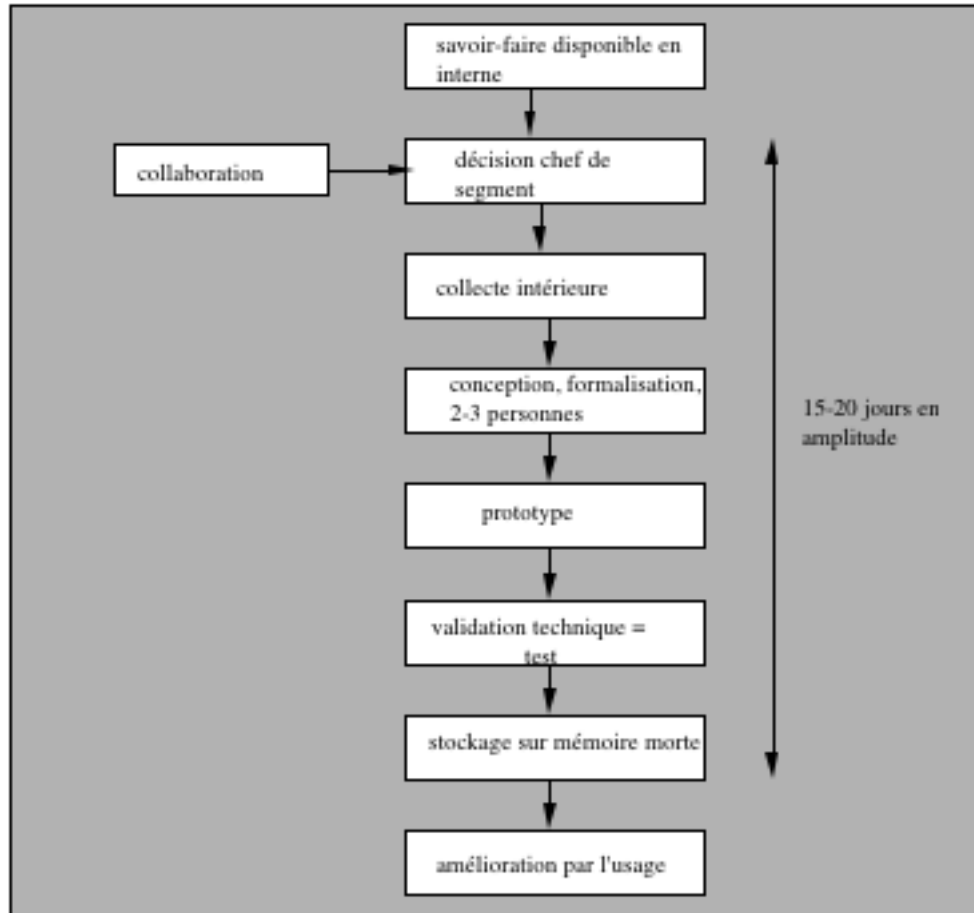 savoir-faire disponible en
interne
collaboration
décision chef de
segment
collecte intérieure
conception, formalisation,
2-3 personnes
15-20 jours en
amplitude
prototype
validation technique =
test
stockage sur mémoire morte
amélioration par l'usage